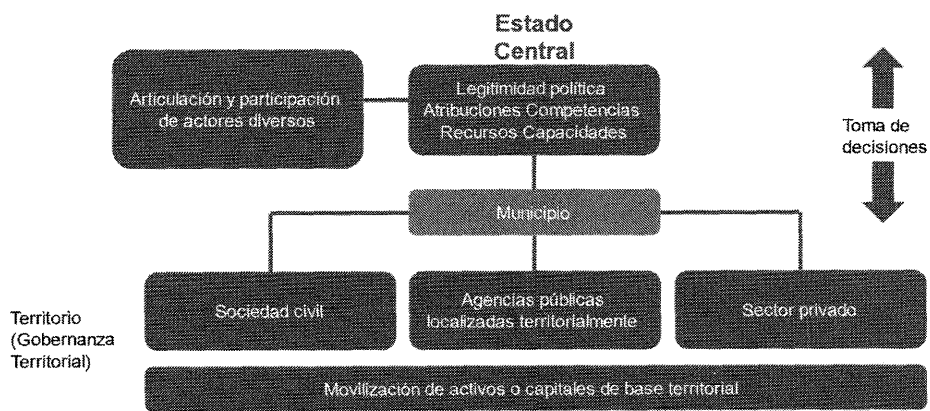 Estado
Central
Articulación y participación
de actores diversos
Legitimidad política
Atribuciones Competencias
Recursos Capacidades
Toma de
decisiones
Municipio
Sociedad civil
Agencias públicas
localizadas territorialmente
Sector privado
Territorio
(Gobernanza
Territorial)
Movilización de activos o capitales de base territorial